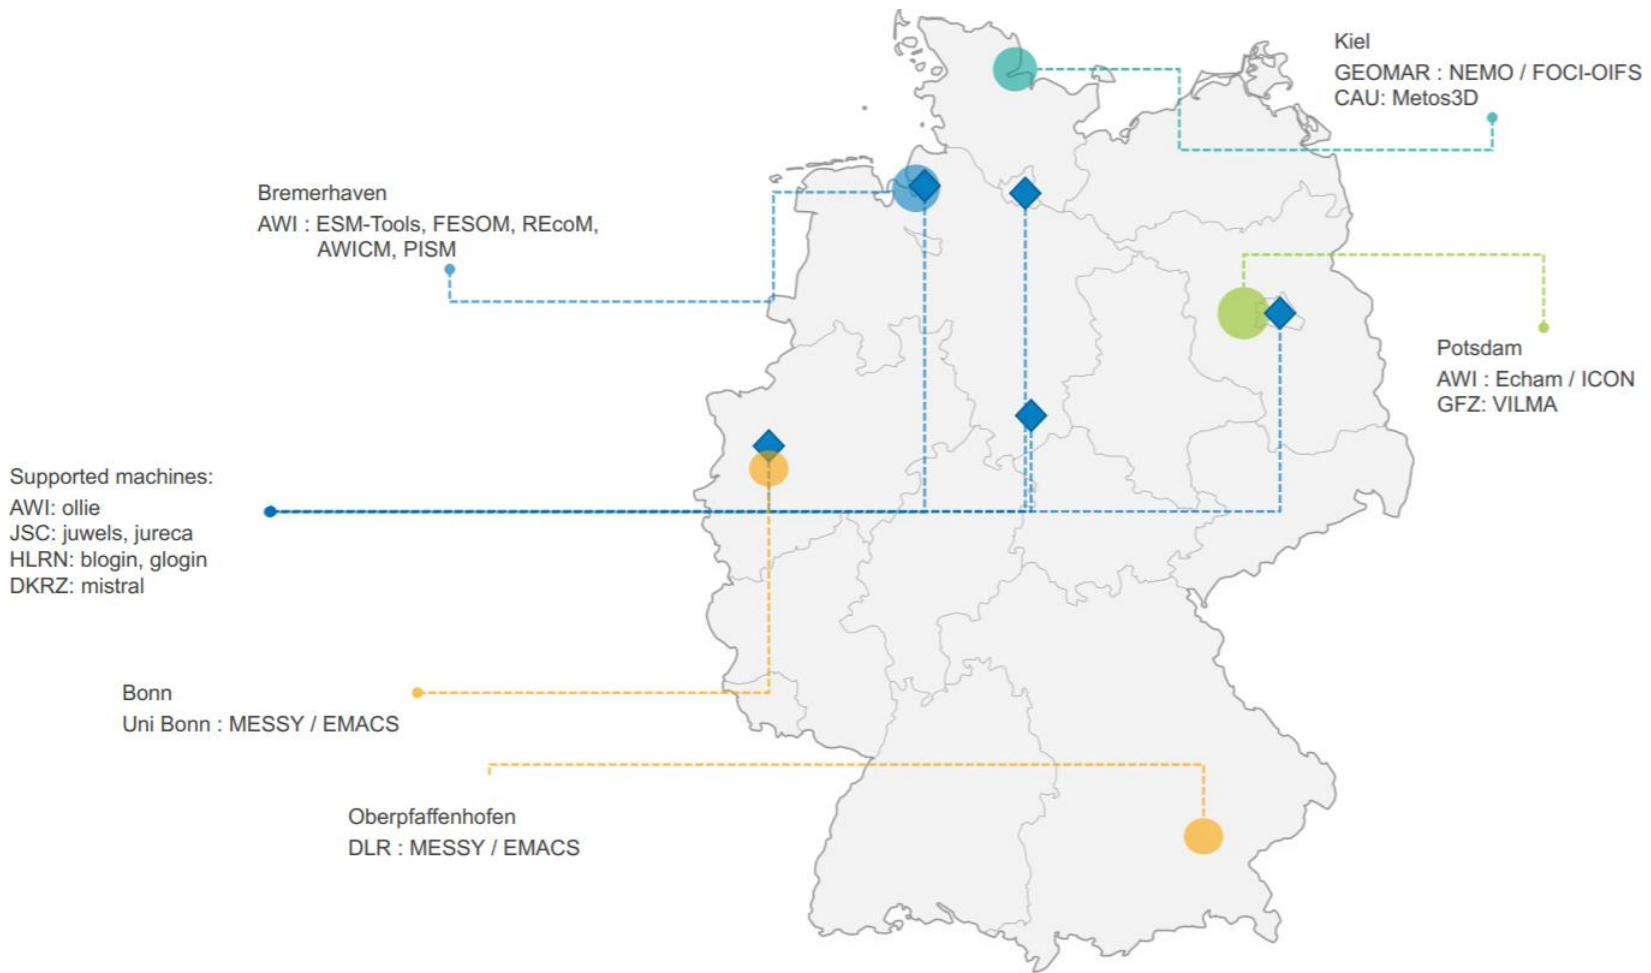 Kiel
GEOMAR : NEMO / FOCI-OIFS
CAU: Metos3D
Bremerhaven
AWI : ESM-Tools, FESOM, REcoM,
AWICM, PISM
Potsdam
AWI : Echam / ICON
GFZ: VILMA
Supported machines:
AWI: ollie
JSC: juwels, jureca
HLRN: blogin, glogin
DKRZ: mistral
Bonn
Uni Bonn : MESSY / EMACS
Oberpfaffenhofen
DLR : MESSY / EMACS